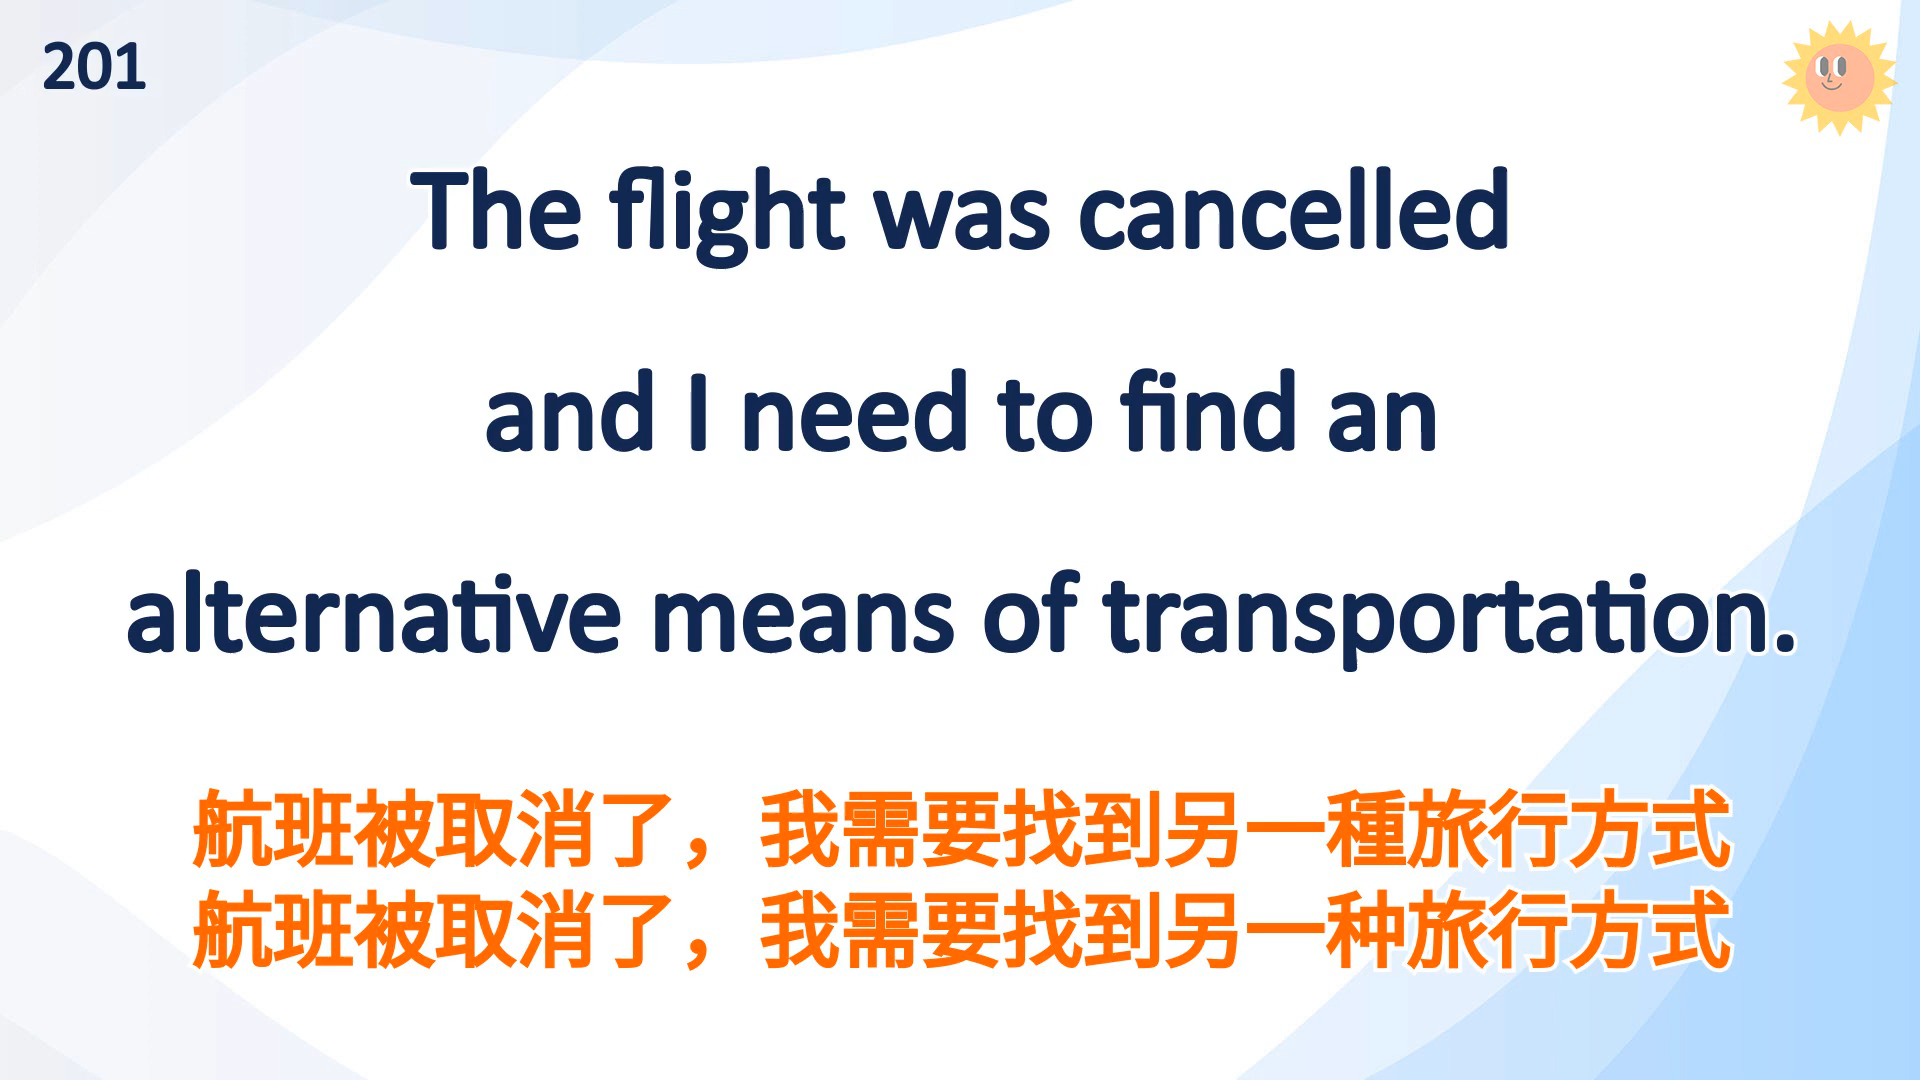 201
The flight was cancelled
and I need to find an
alternative means of transportation.
航班被取消了，我需要找到另一種旅行方式
航班被取消了，我需要找到另一种旅行方式